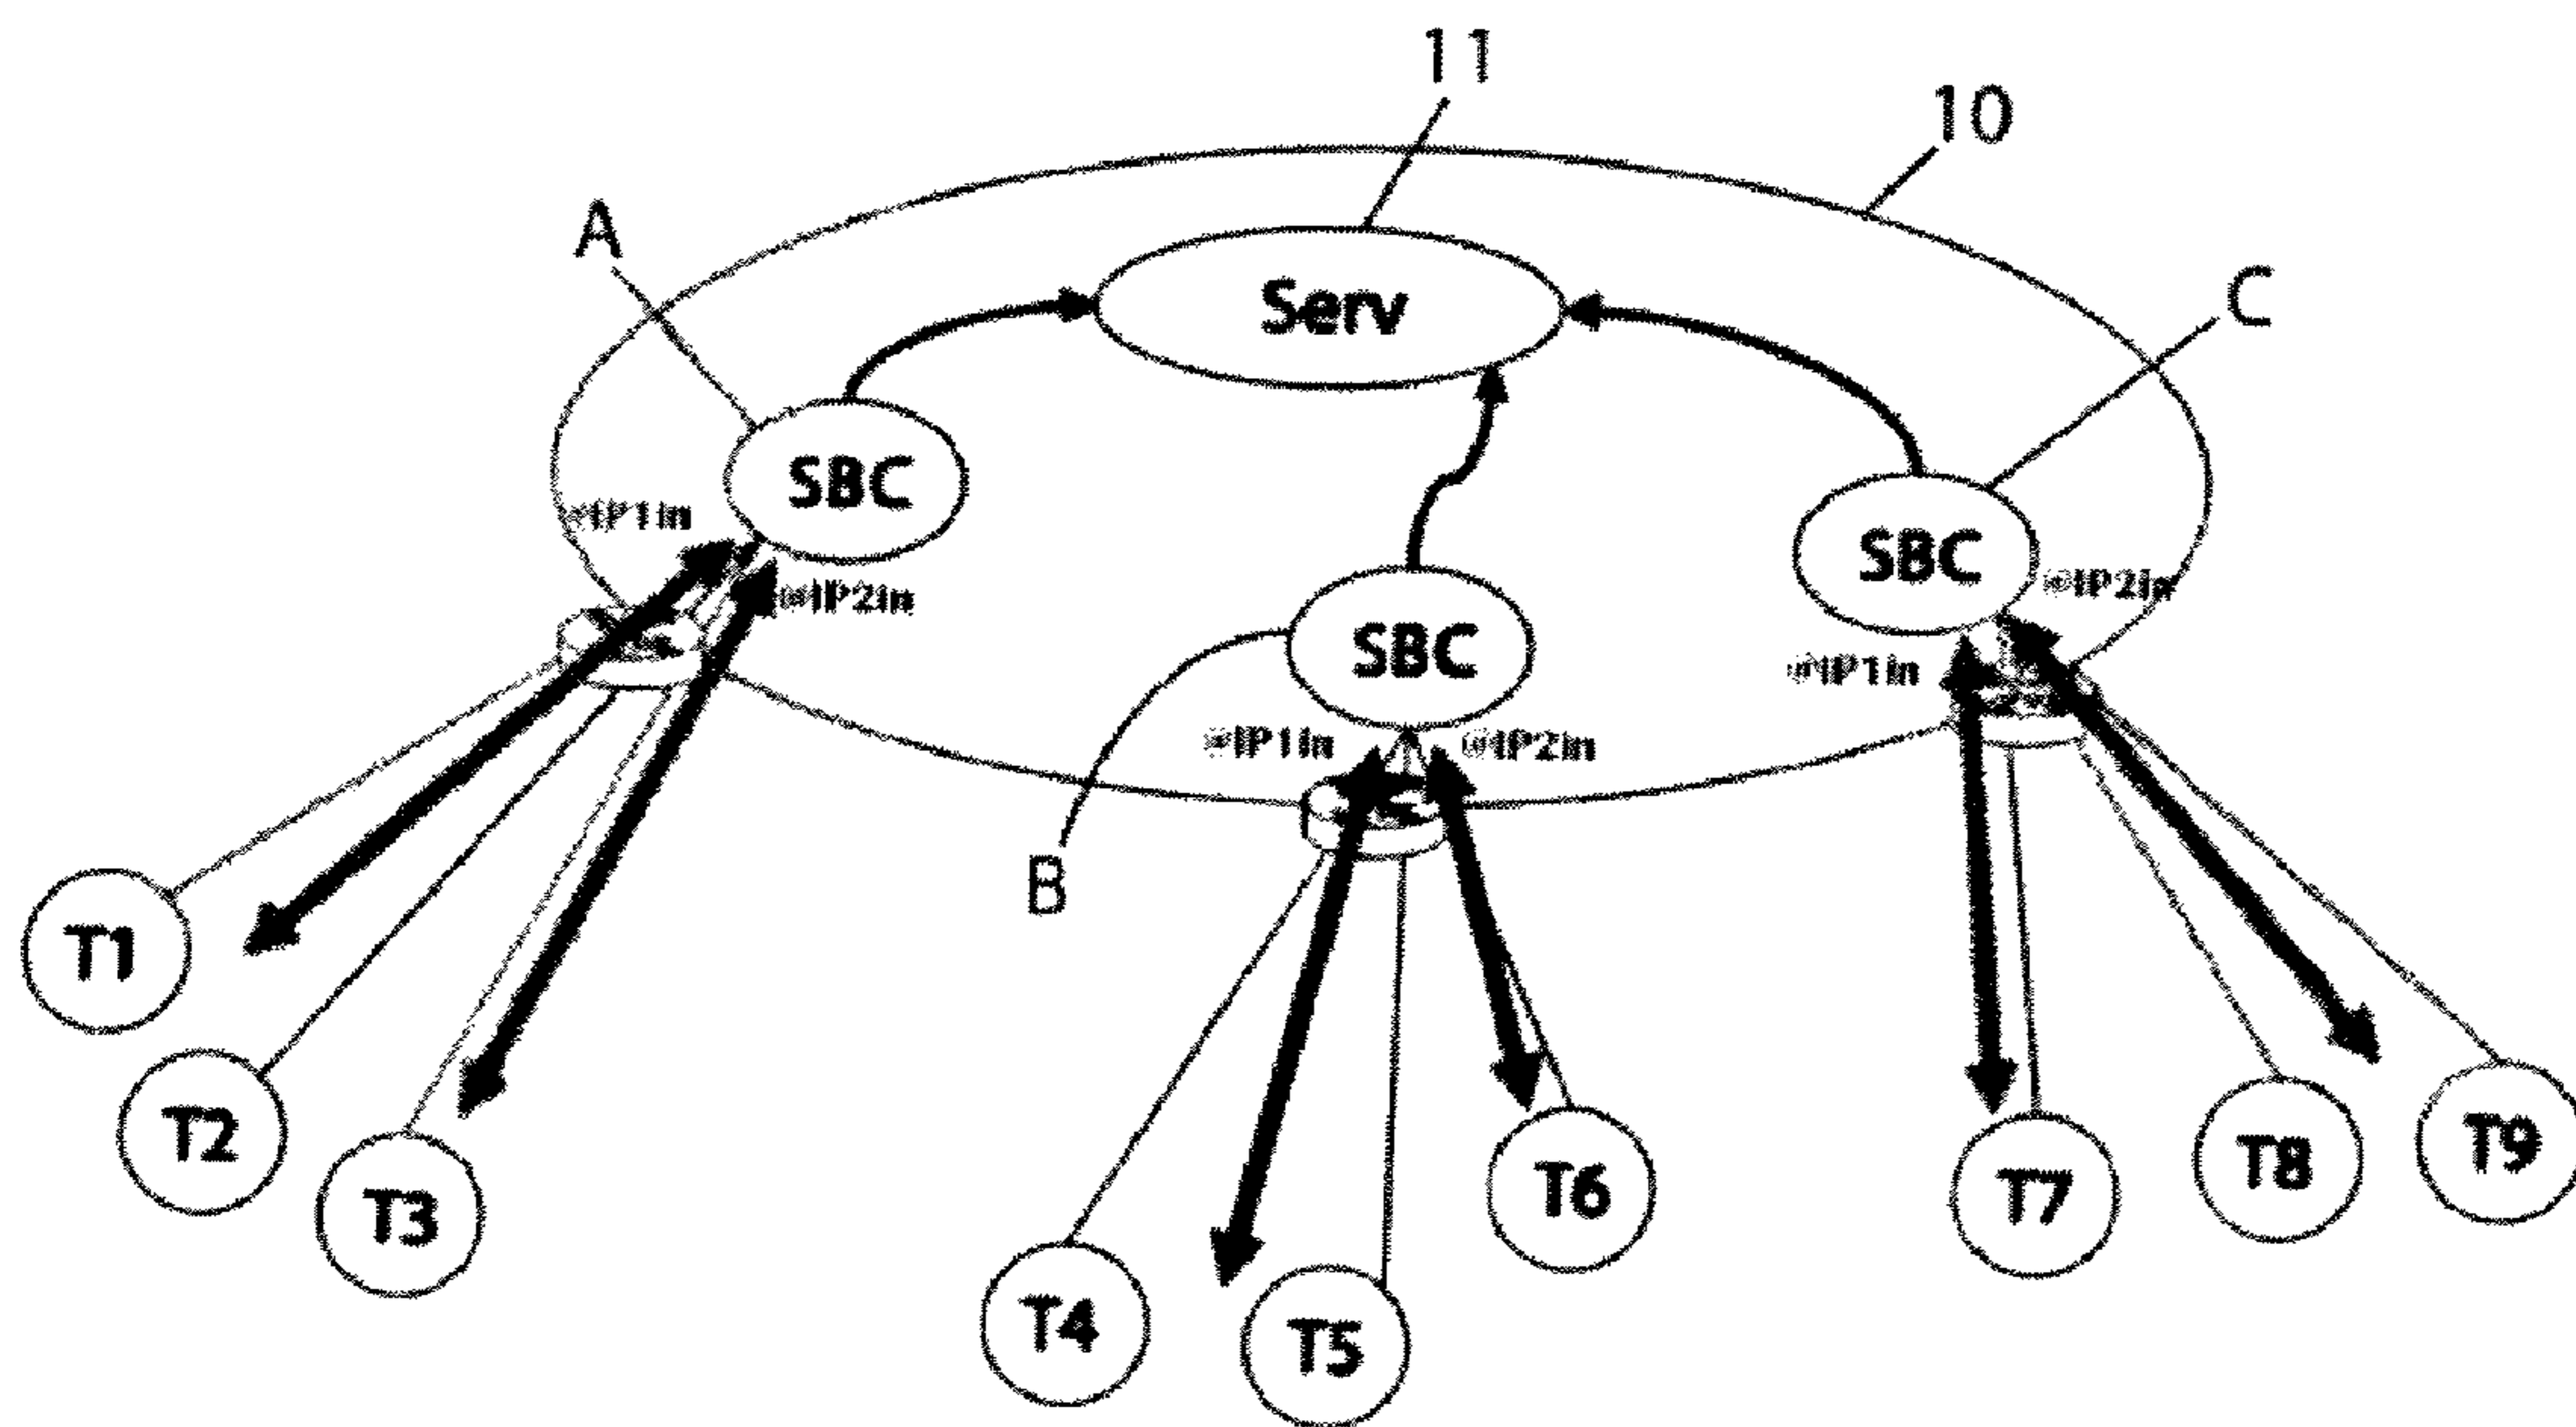 11
10
A
Serv
C
SBC
@IP1in
SBC
@IP2in
@IP2in
SBC
@IP1in
@IP1in
@IP2in
B
T1
T2
T3
T6
T7
T8
T9
T4
T5